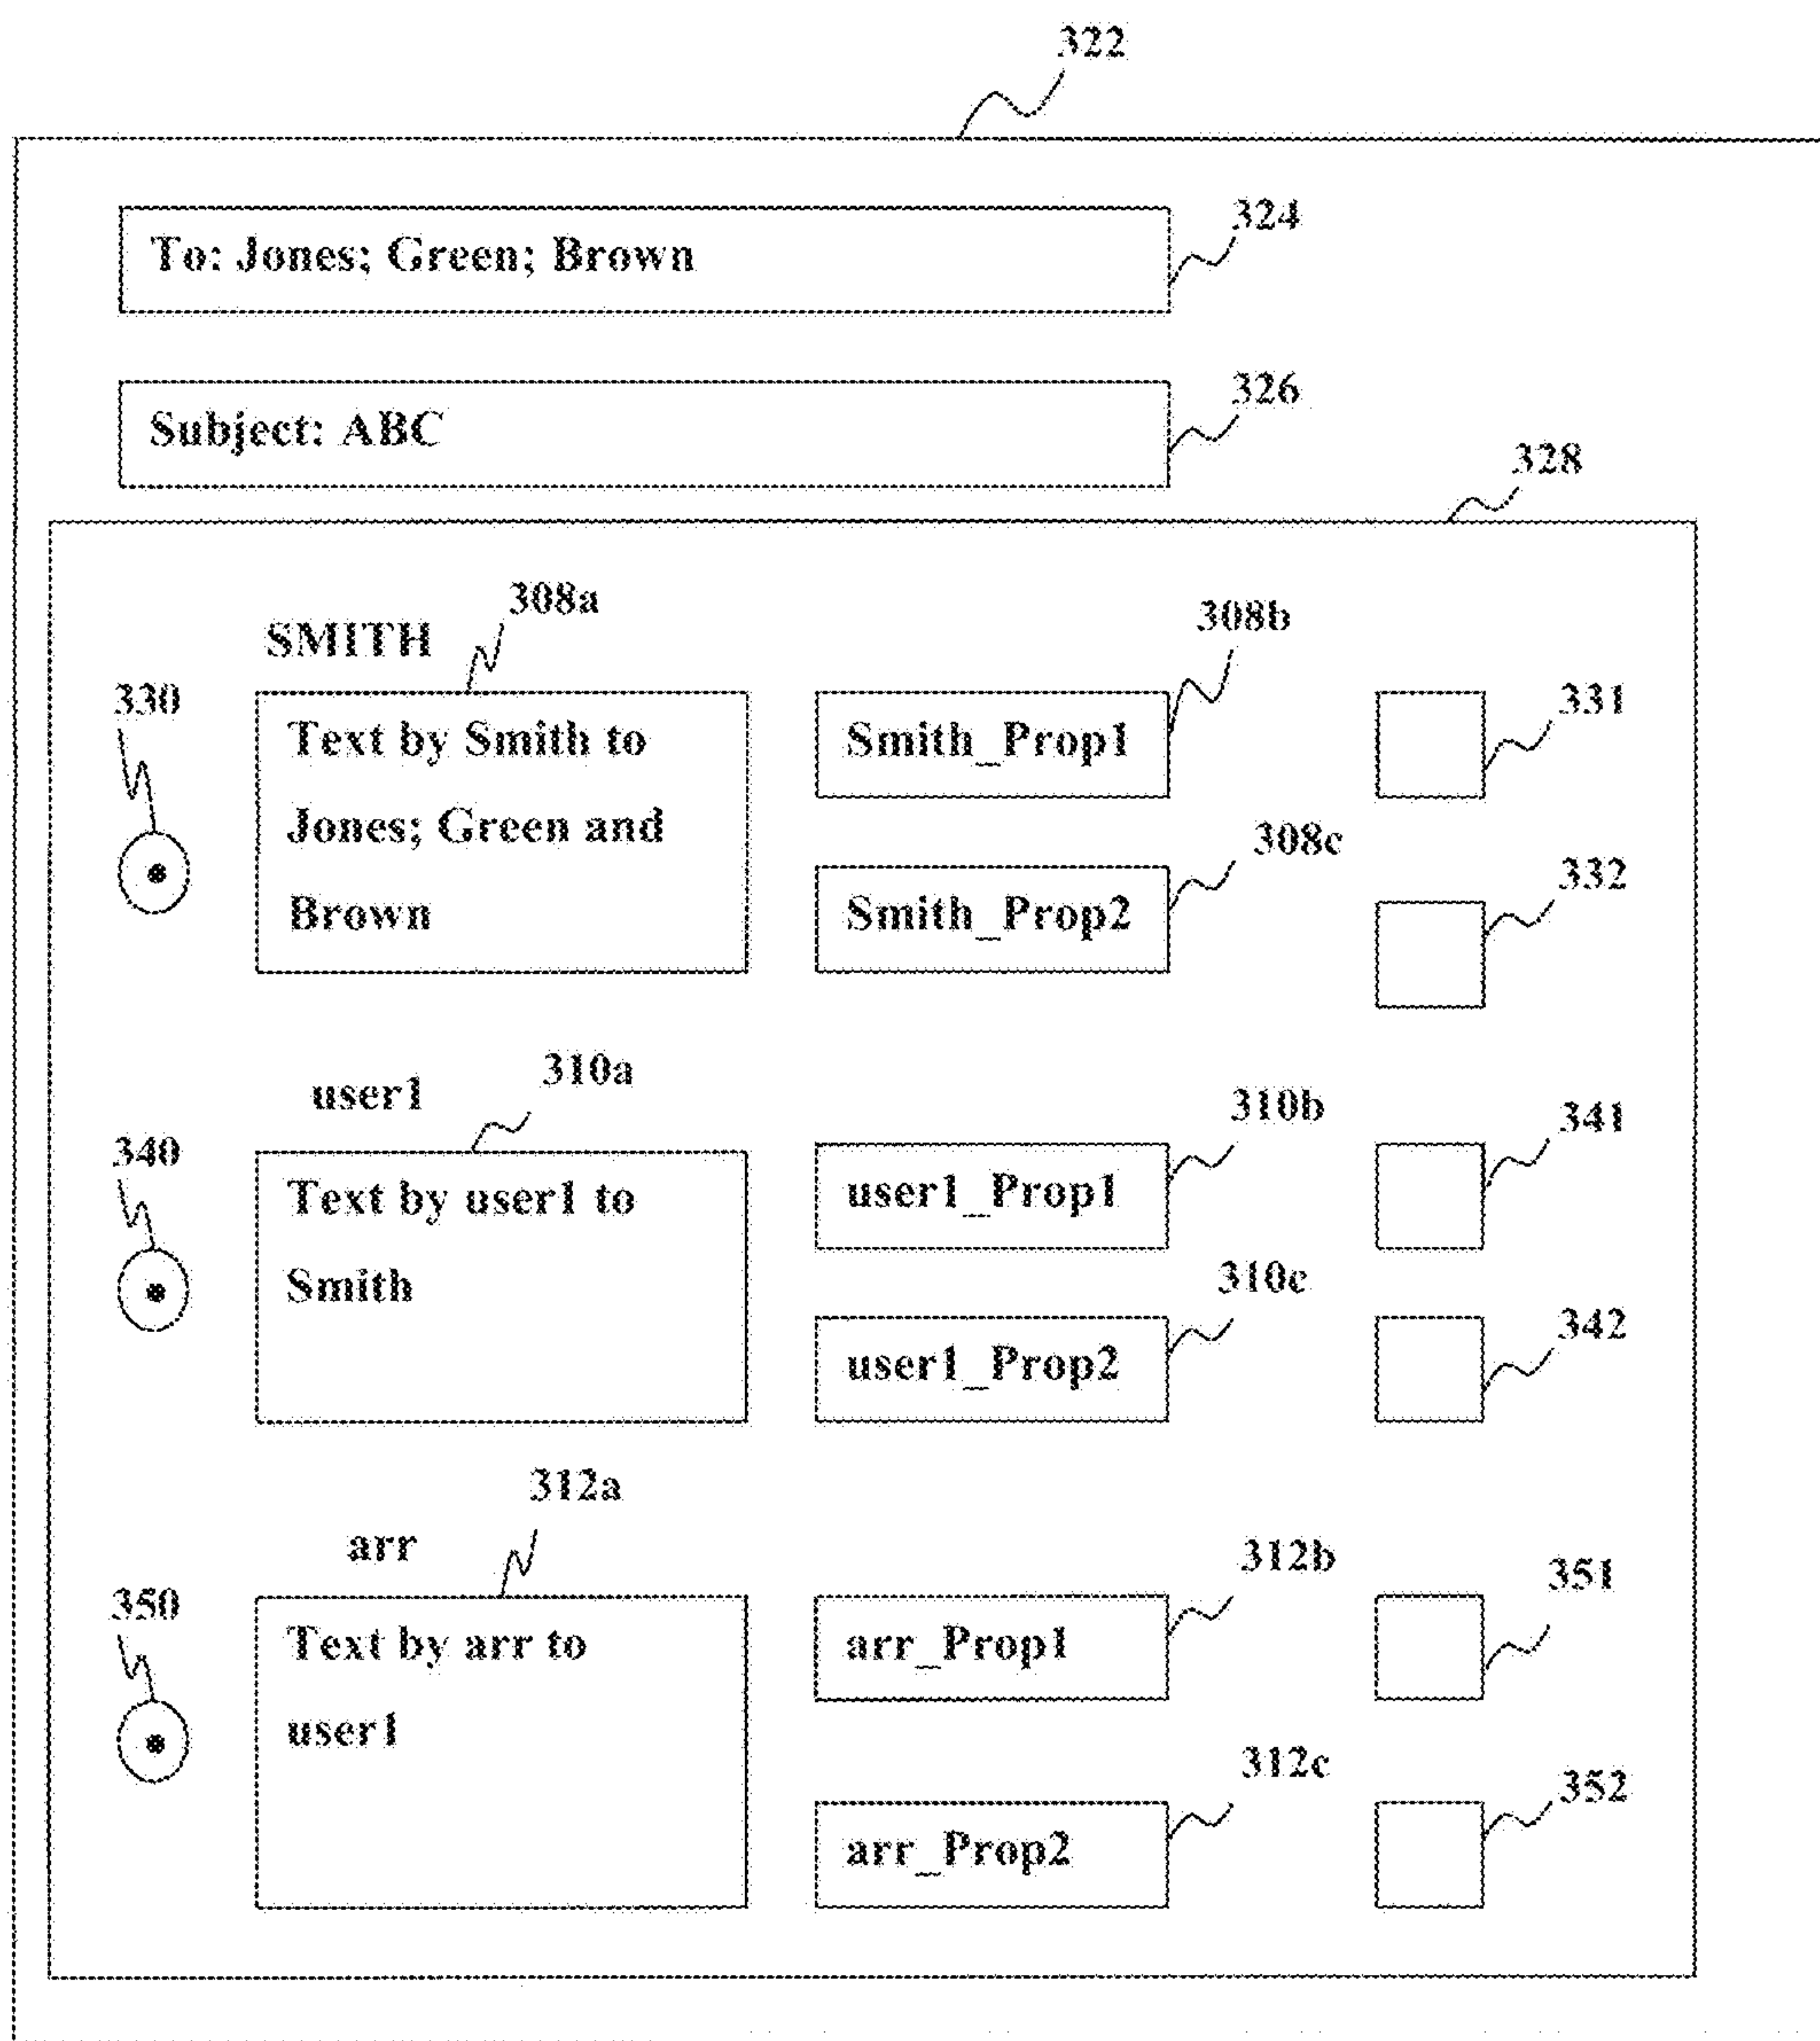 322
To: Jones; Green; Brown
324
Subject: ABC
326
328
SMITH
308a
308b
330
Text by Smith to
Jones; Green and
Brown
Smith_Prop1
331
308c
Smith_Prop2
332
user1
310a
310b
340
Text by user1 to
Smith
user1_Prop1
341
310c
user1_Prop2
342
arr
312a
312b
350
Text by arr to
user1
arr_Prop1
351
312c
arr_Prop2
352